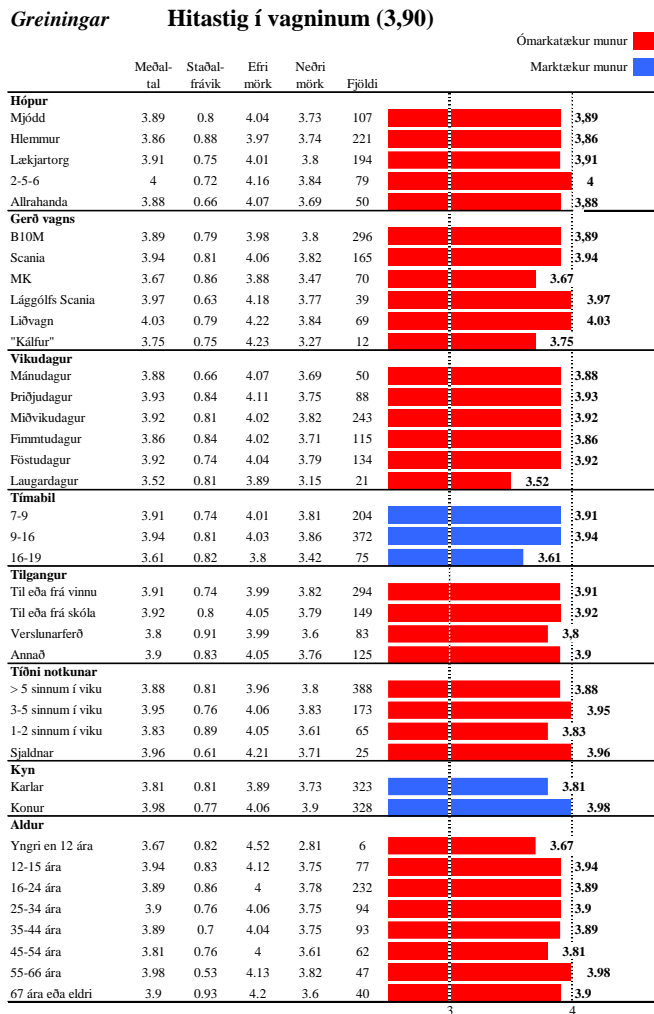 Greiningar Hitastig í vagninum (3,90)
Ómarkatækur munur
Marktækur munur
Meðal- Staðal- Efri Neðri
tal frávik mörk mörk Fjöldi
Hópur
Mjódd 3.89 0.8 4.04 3.73 107 3,89
Hlemmur 3.86 0.88 3.97 3.74 221 3,86
Lækjartorg 3.91 0.75 4.01 3.8 194 3,91
2-5-6 4 0.72 4.16 3.84 79 4
Allrahanda 3.88 0.66 4.07 3.69 50 3,88
Gerð vagns
B10M 3.89 0.79 3.98 3.8 296 3,89
Scania 3.94 0.81 4.06 3.82 165 3.94
MK 3.67 0.86 3.88 3.47 70 3.67
Lággólfs Scania 3.97 0.63 4.18 3.77 39 3.97
Liðvagn 4.03 0.79 4.22 3.84 69 4.03
"Kálfur" 3.75 0.75 4.23 3.27 12 3.75
Vikudagur
Mánudagur 3.88 0.66 4.07 3.69 50 3.88
Þriðjudagur 3.93 0.84 4.11 3.75 88 3.93
Miðvikudagur 3.92 0.81 4.02 3.82 243 3.92
Fimmtudagur 3.86 0.84 4.02 3.71 115 3.86
Föstudagur 3.92 0.74 4.04 3.79 134 3.92
Laugardagur 3.52 0.81 3.89 3.15 21 3.52
Tímabil
7-9 3.91 0.74 4.01 3.81 204 3.91
9-16 3.94 0.81 4.03 3.86 372 3.94
16-19 3.61 0.82 3.8 3.42 75 3.61
Tilgangur
Til eða frá vinnu 3.91 0.74 3.99 3.82 294 3.91
Til eða frá skóla 3.92 0.8 4.05 3.79 149 3.92
Verslunarferð 3.8 0.91 3.99 3.6 83 3,8
Annað 3.9 0.83 4.05 3.76 125 3.9
Tíðni notkunar
> 5 sinnum í viku 3.88 0.81 3.96 3.8 388 3.88
3-5 sinnum í viku 3.95 0.76 4.06 3.83 173 3.95
1-2 sinnum í viku 3.83 0.89 4.05 3.61 65 3.83
Sjaldnar 3.96 0.61 4.21 3.71 25 3.96
Kyn
Karlar 3.81 0.81 3.89 3.73 323 3.81
Konur 3.98 0.77 4.06 3.9 328 3.98
Aldur
Yngri en 12 ára 3.67 0.82 4.52 2.81 6 3.67
12-15 ára 3.94 0.83 4.12 3.75 77 3.94
16-24 ára 3.89 0.86 4 3.78 232 3.89
25-34 ára 3.9 0.76 4.06 3.75 94 3.9
35-44 ára 3.89 0.7 4.04 3.75 93 3.89
45-54 ára 3.81 0.76 4 3.61 62 3.81
55-66 ára 3.98 0.53 4.13 3.82 47 3.98
67 ára eða eldri 3.9 0.93 4.2 3.6 40 3.9
3 4